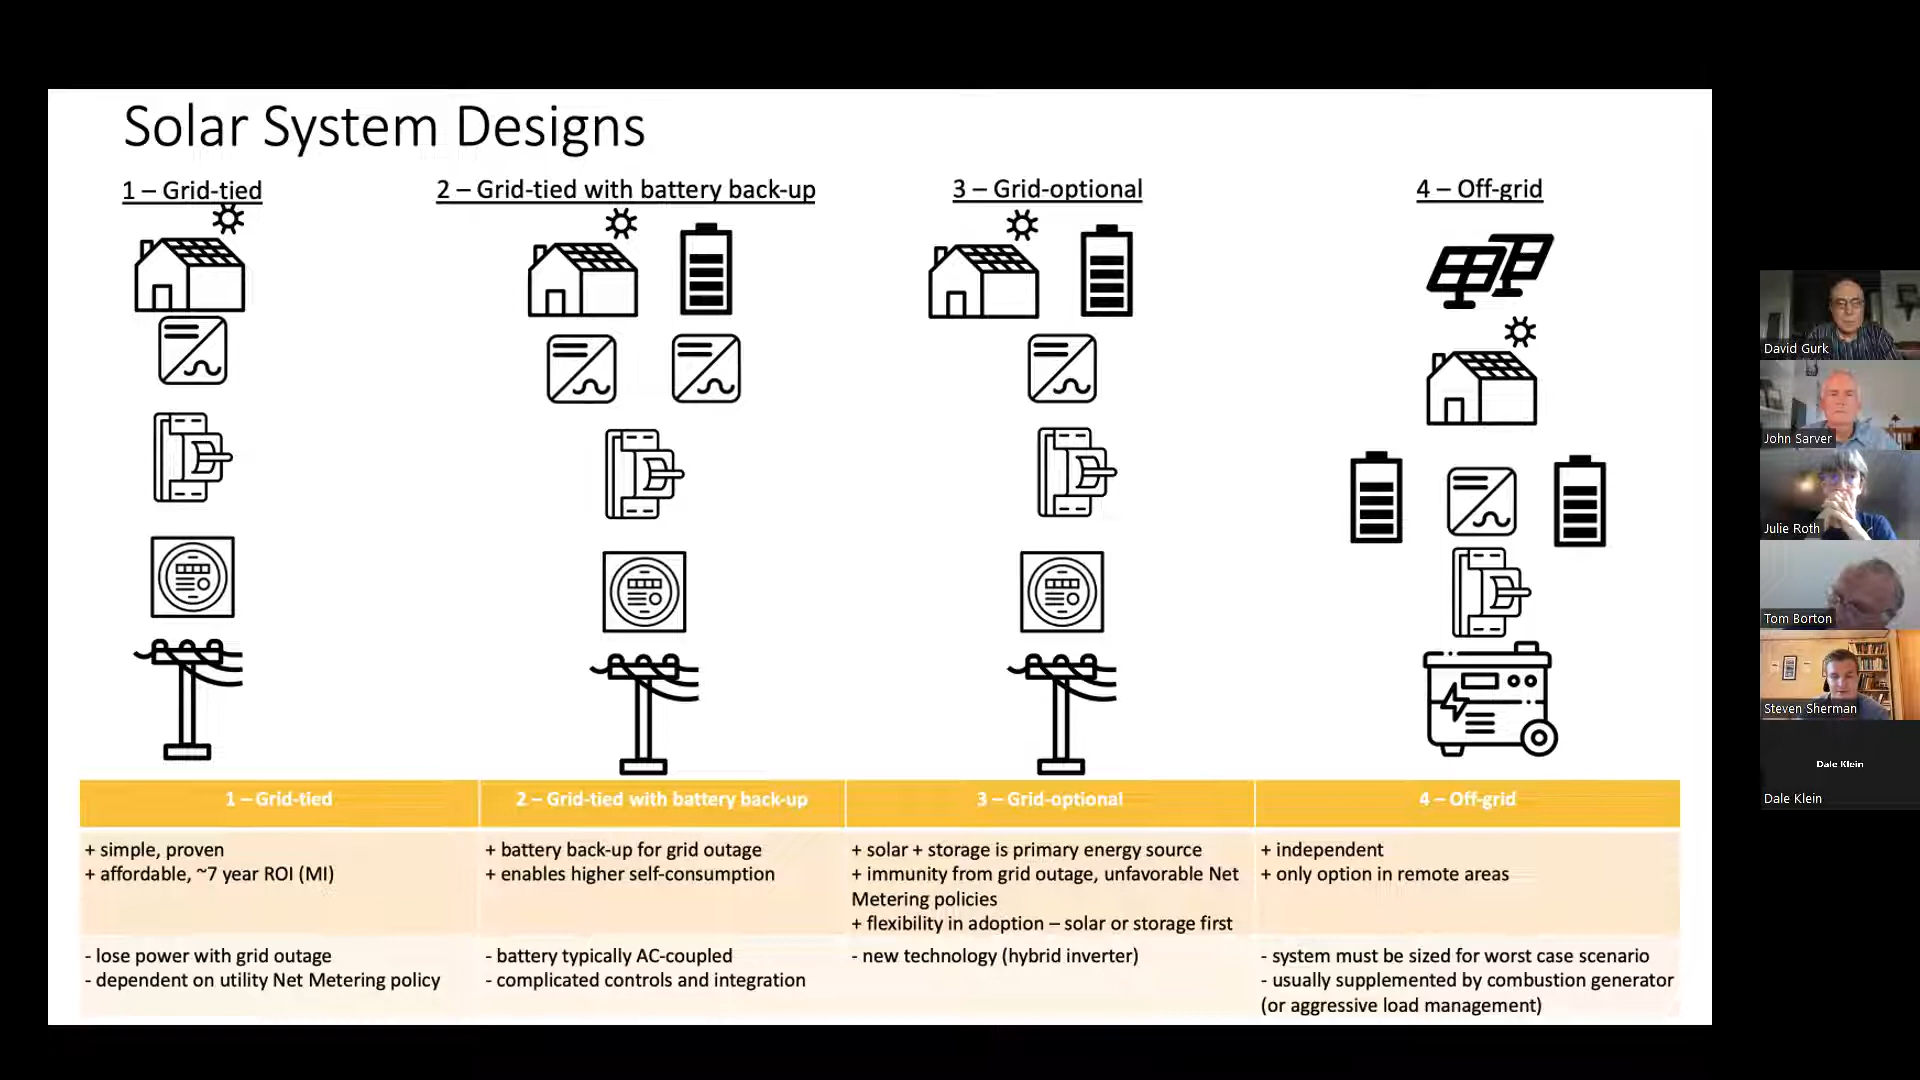 Solar System Designs
1 – Grid-tied
2 – Grid-tied with battery back-up
3 – Grid-optional
4 – Off-grid
1 – Grid-tied
2 – Grid-tied with battery back-up
3 – Grid-optional
4 – Off-grid
+ simple, proven
+ affordable, ~7 year ROI (MI)
+ battery back-up for grid outage
+ enables higher self-consumption
+ solar + storage is primary energy source
+ immunity from grid outage, unfavorable Net
Metering policies
+ flexibility in adoption – solar or storage first
+ independent
+ only option in remote areas
- lose power with grid outage
- dependent on utility Net Metering policy
- battery typically AC-coupled
- complicated controls and integration
- new technology (hybrid inverter)
- system must be sized for worst case scenario
- usually supplemented by combustion generator
(or aggressive load management)
David Gurk
John Sarver
Julie Roth
Tom Borton
Steven Sherman
Dale Klein
Dale Klein